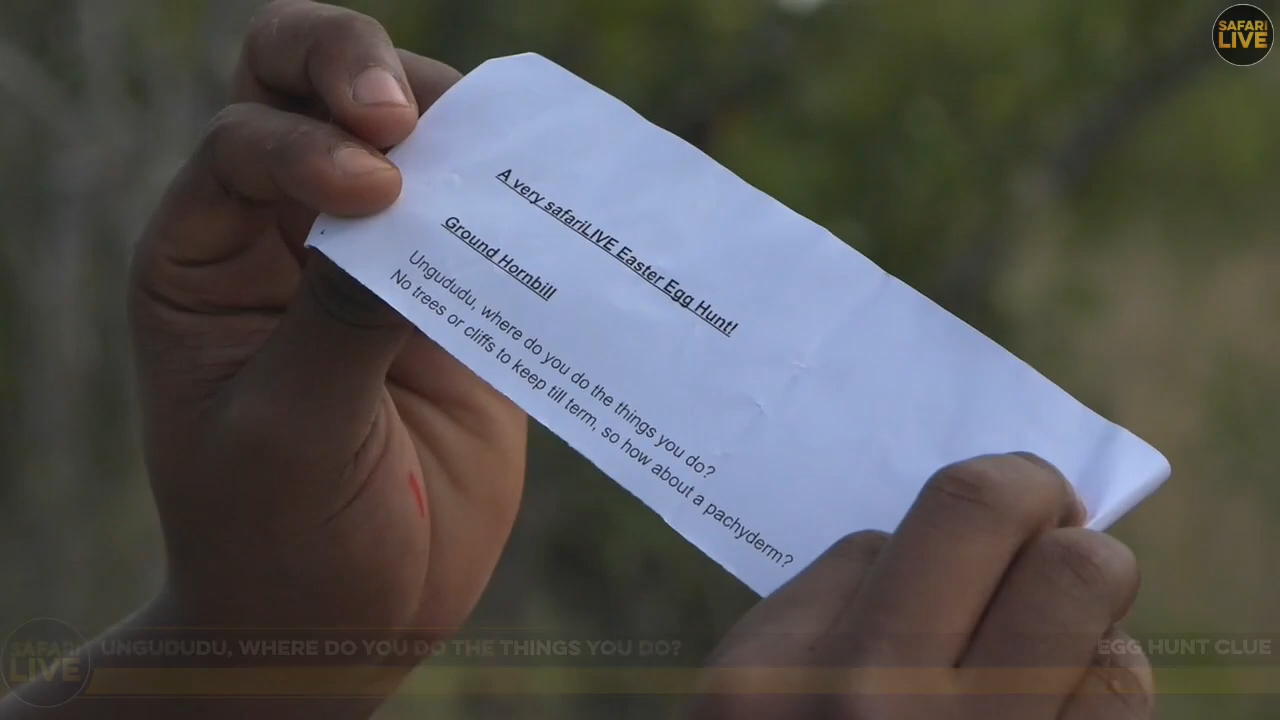 SAFARI
LIVE
A very safariLIVE Easter Egg Hunt!
Ground Hornbill
Ungududu, where do you do the things you do?
No trees or cliffs to keep till term, so how about a pachyderm?
SAFARI
LIVE
UNGUDUDU, WHERE DO YOU DO THE THINGS YOU DO?
EGG HUNT CLUE